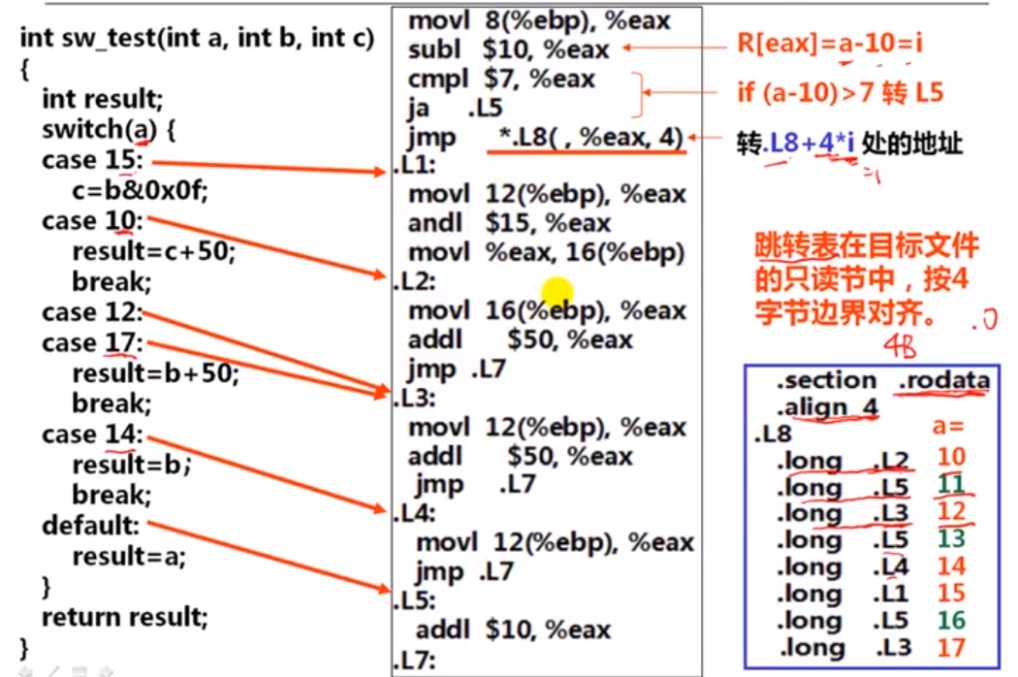 int sw_test(int a, int b, int c)
{
int result;
switch(a) {
case 15:
c=b&0x0f;
case 10:
result=c+50;
break;
case 12:
case 17:
result=b+50;
break;
case 14:
result=b;
break;
default:
result=a;
}
return result;
}
movl 8(%ebp), %eax
subl $10, %eax
cmpl $7, %eax
ja .L5
jmp *.L8( , %eax, 4)
.L1:
movl 12(%ebp), %eax
andl $15, %eax
movl %eax, 16(%ebp)
.L2:
movl 16(%ebp), %eax
addl $50, %eax
jmp .L7
.L3:
movl 12(%ebp), %eax
addl $50, %eax
jmp .L7
.L4:
movl 12(%ebp), %eax
jmp .L7
.L5:
addl $10, %eax
.L7:
R[eax]=a-10=i
if (a-10)>7 转 L5
转.L8+4*i 处的地址
=1
跳转表在目标文件
的只读节中，按4
字节边界对齐。 .0
4B
.section .rodata
.align 4
.L8 a=
.long .L2 10
.long .L5 11
.long .L3 12
.long .L5 13
.long .L4 14
.long .L1 15
.long .L5 16
.long .L3 17